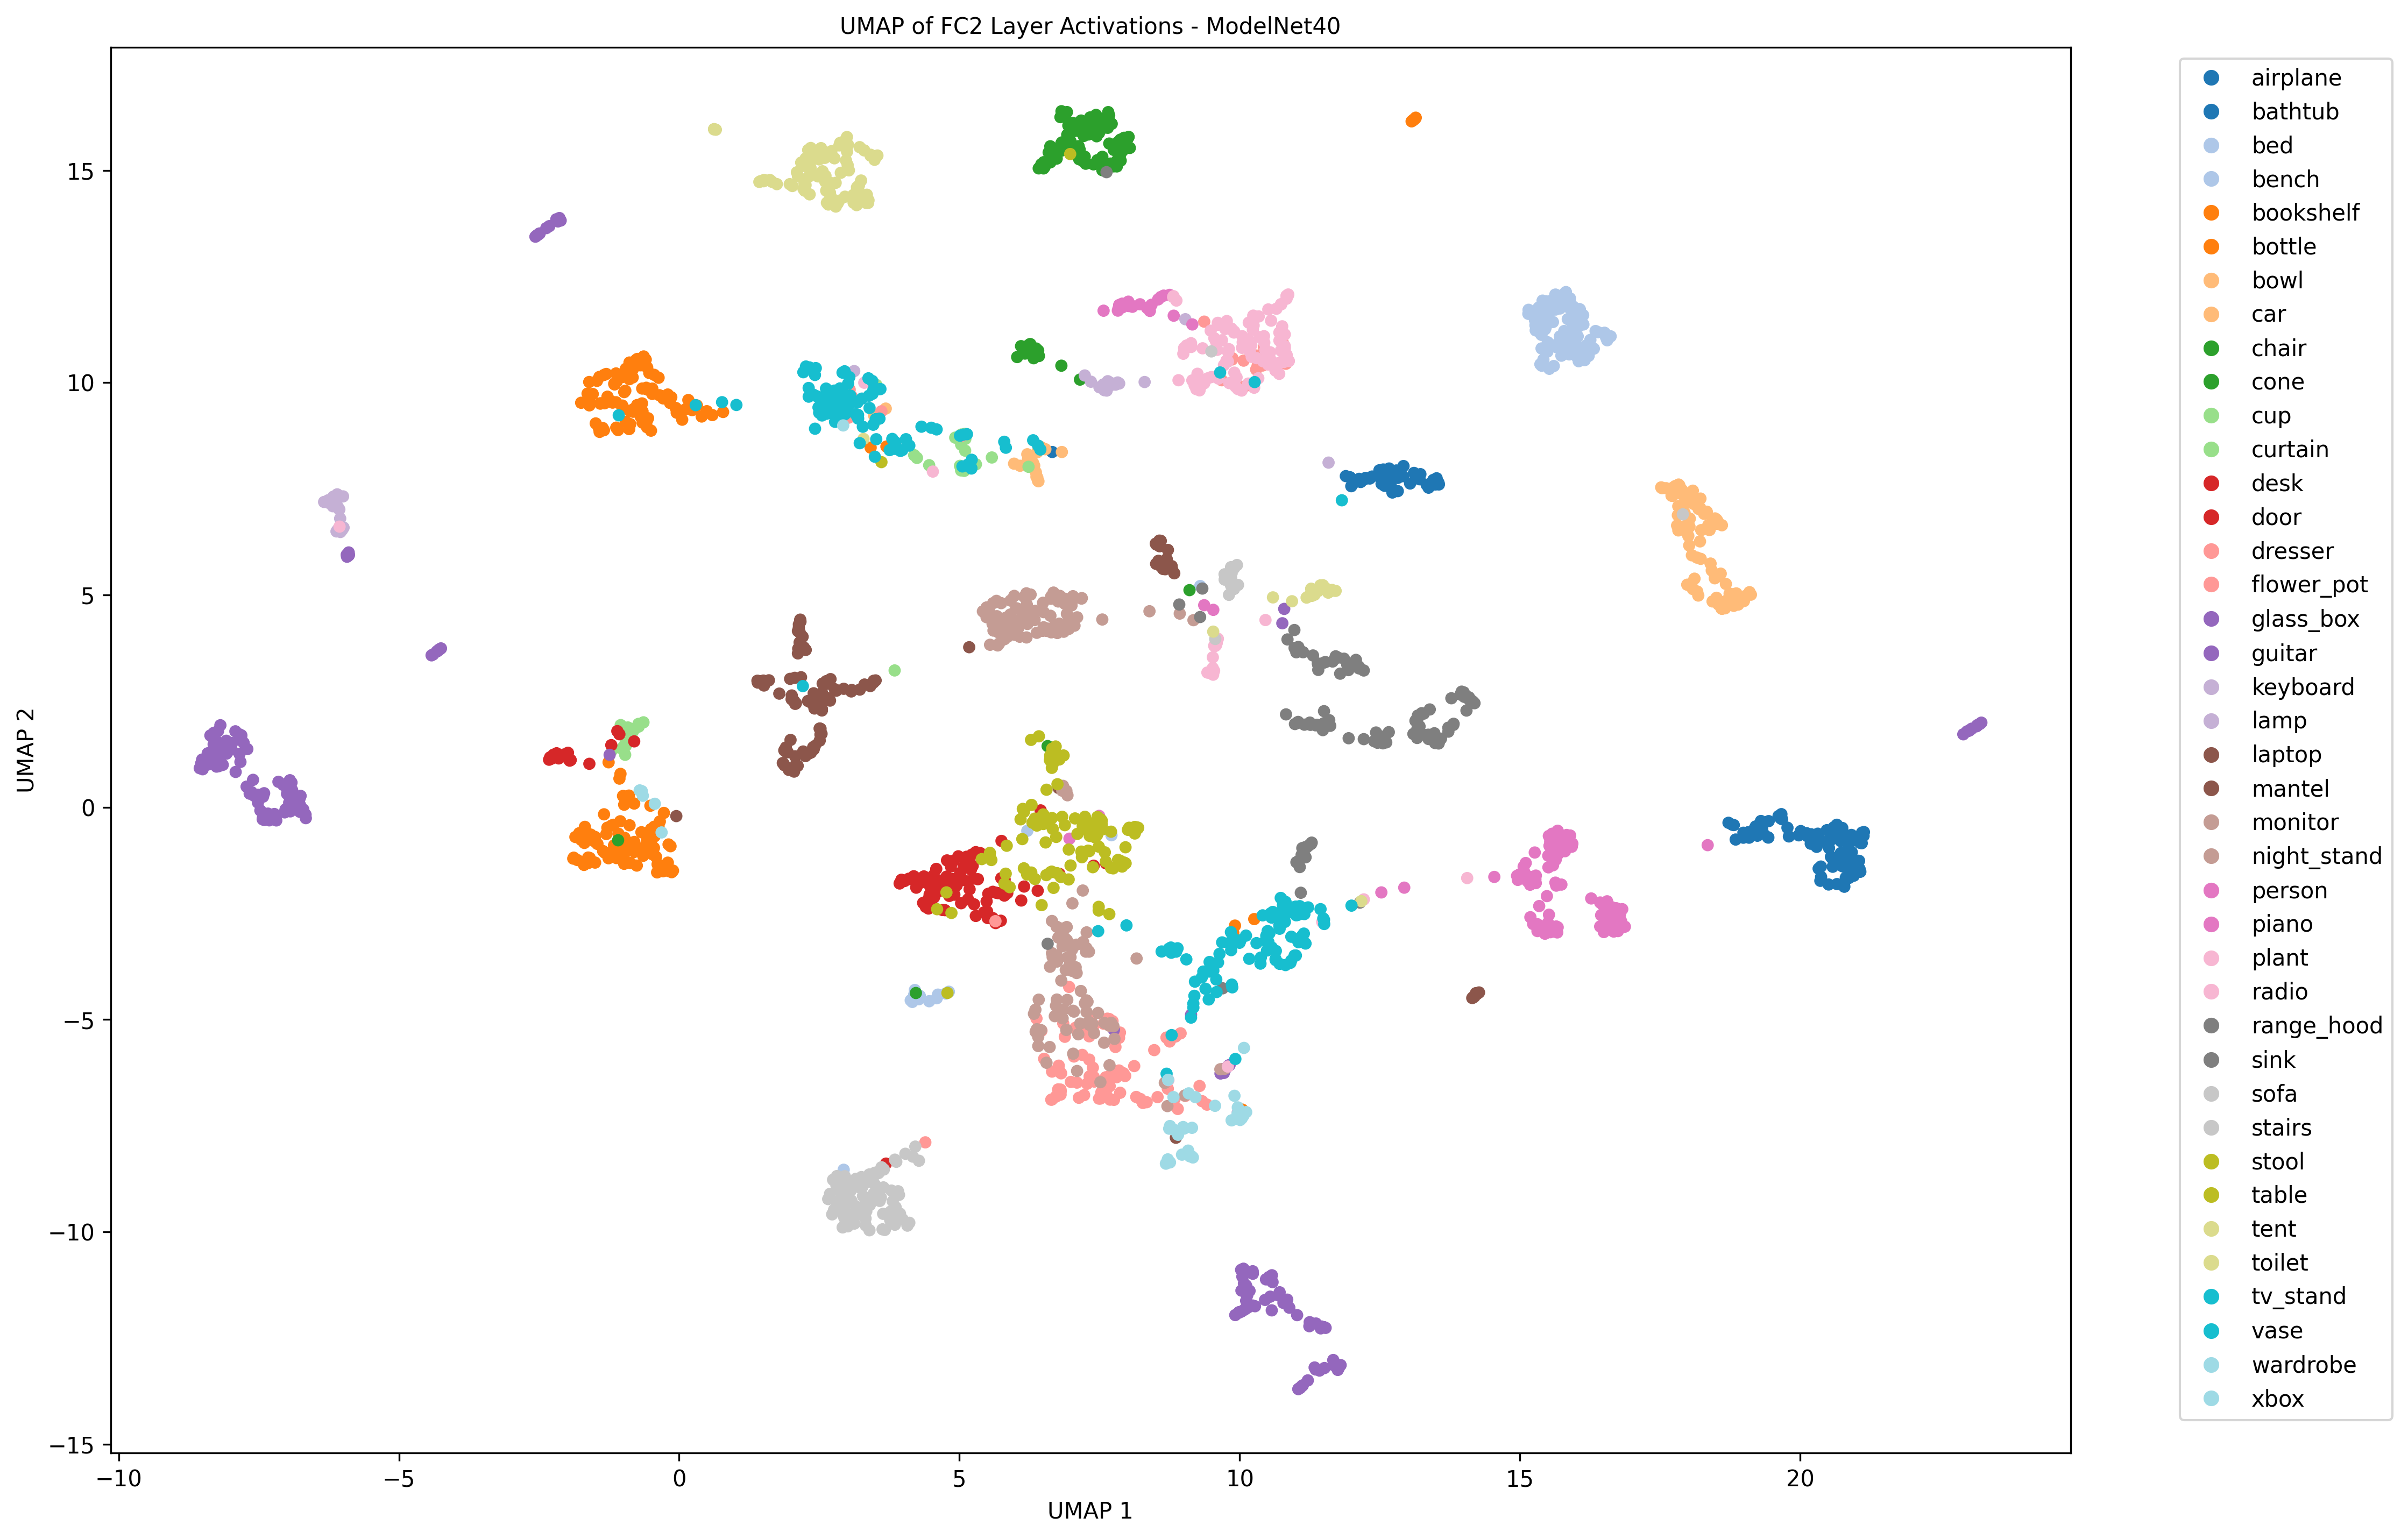 UMAP of FC2 Layer Activations - ModelNet40
15
10
5
0
−5
−10
−15
UMAP 2
−10
−5
0
5
10
15
20
UMAP 1
airplane
bathtub
bed
bench
bookshelf
bottle
bowl
car
chair
cone
cup
curtain
desk
door
dresser
flower_pot
glass_box
guitar
keyboard
lamp
laptop
mantel
monitor
night_stand
person
piano
plant
radio
range_hood
sink
sofa
stairs
stool
table
tent
toilet
tv_stand
vase
wardrobe
xbox